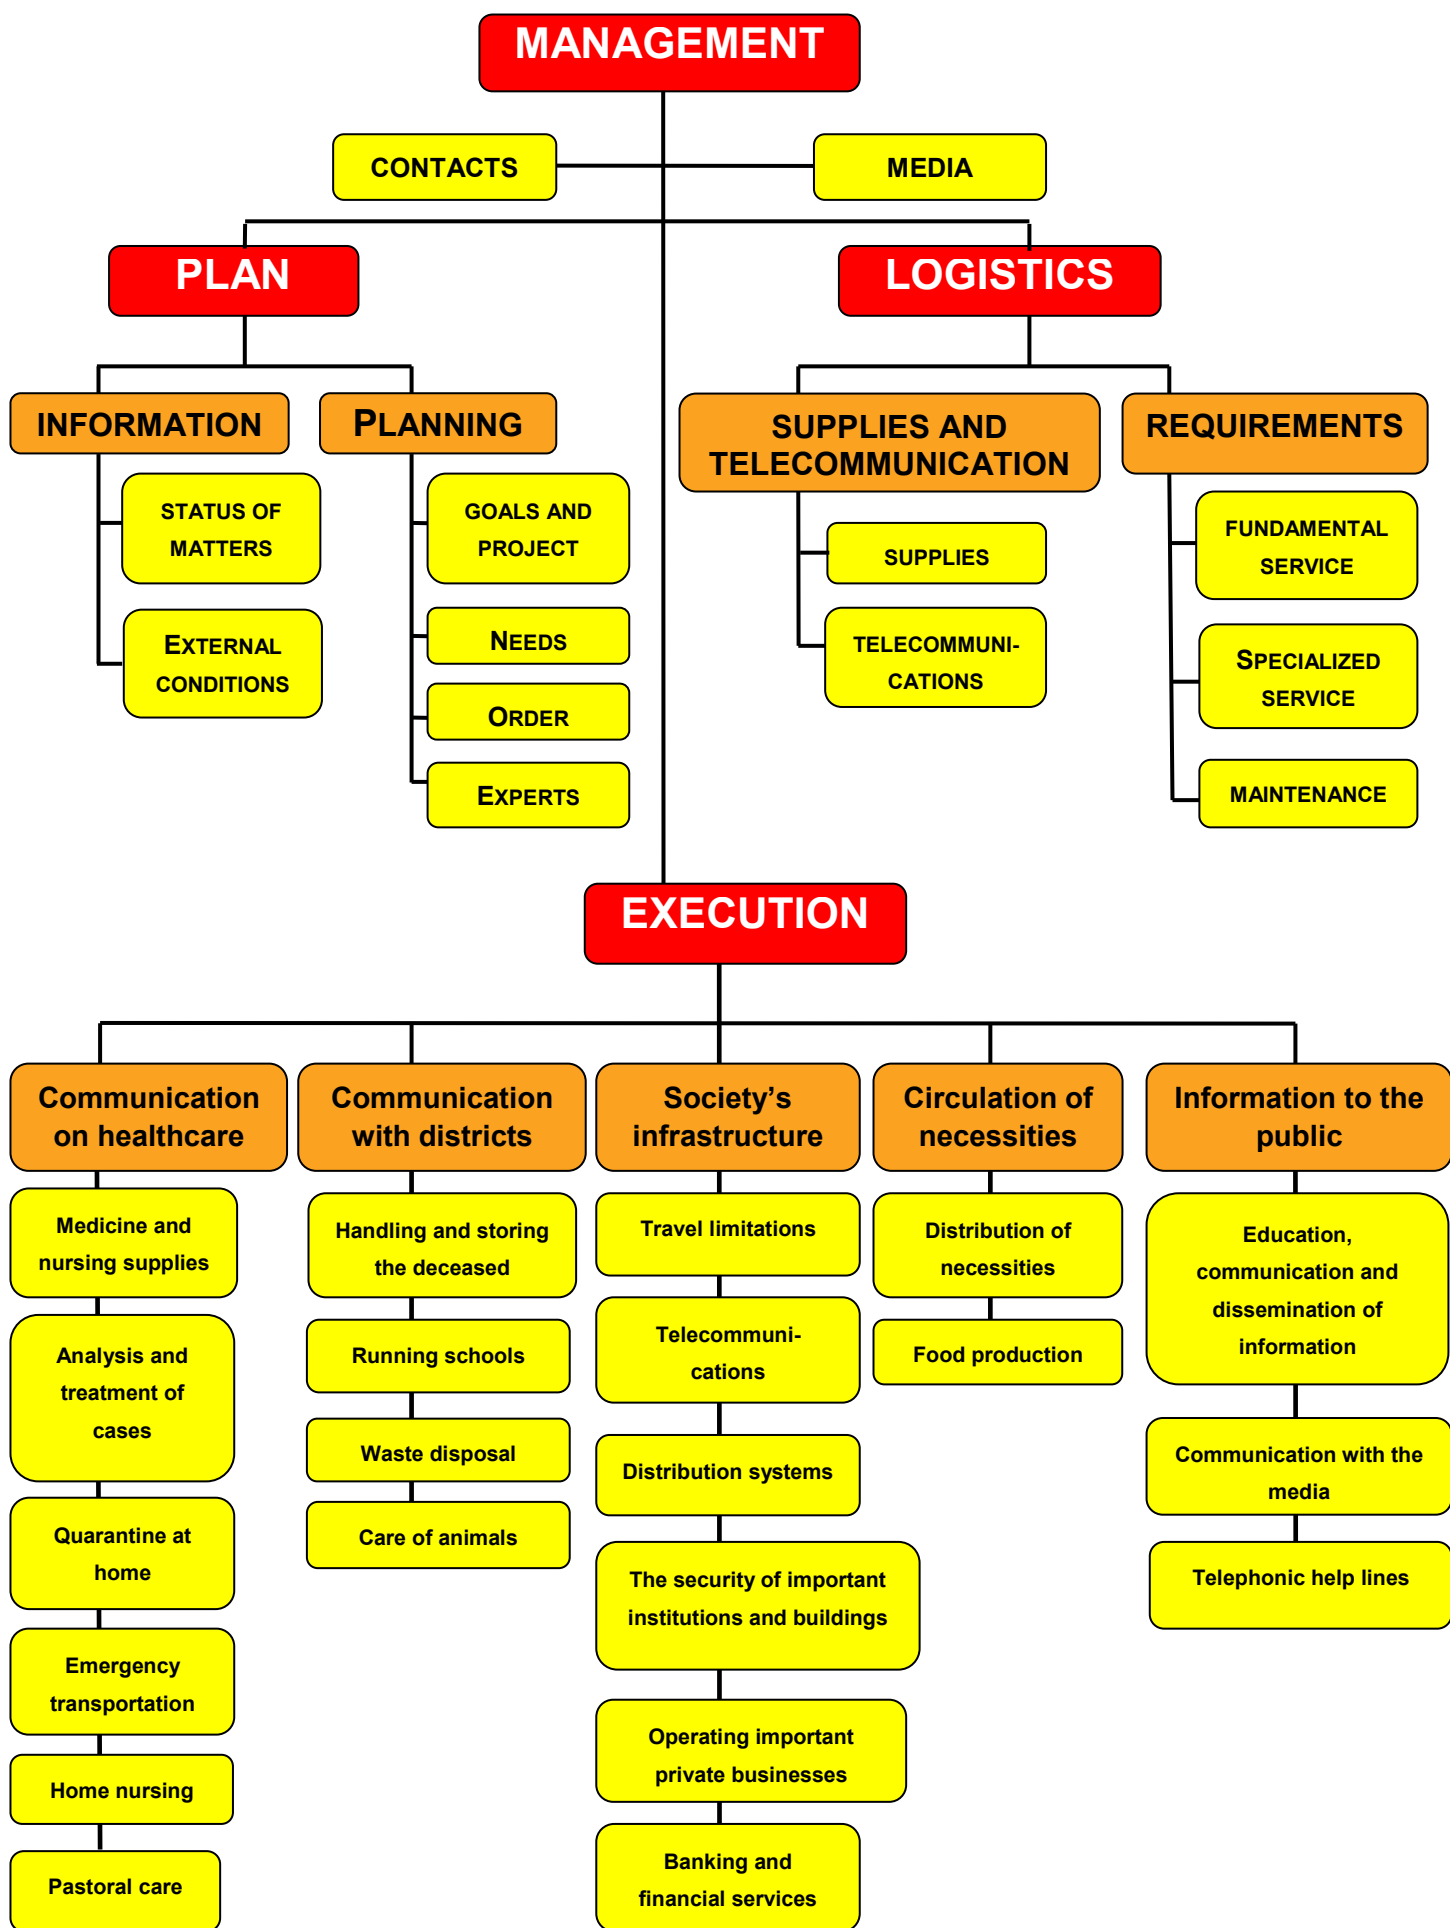 MANAGEMENT
CONTACTS
MEDIA
PLAN
LOGISTICS
INFORMATION
PLANNING
SUPPLIES AND
TELECOMMUNICATION
REQUIREMENTS
STATUS OF
MATTERS
EXTERNAL
CONDITIONS
GOALS AND
PROJECT
NEEDS
ORDER
EXPERTS
SUPPLIES
TELECOMMUNI-
CATIONS
FUNDAMENTAL
SERVICE
SPECIALIZED
SERVICE
MAINTENANCE
EXECUTION
Communication
on healthcare
Medicine and
nursing supplies
Analysis and
treatment of
cases
Quarantine at
home
Emergency
transportation
Home nursing
Pastoral care
Communication
with districts
Handling and storing
the deceased
Running schools
Waste disposal
Care of animals
Society’s
infrastructure
Travel limitations
Telecommuni-
cations
Distribution systems
The security of important
institutions and buildings
Operating important
private businesses
Banking and
financial services
Circulation of
necessities
Distribution of
necessities
Food production
Information to the
public
Education,
communication and
dissemination of
information
Communication with the
media
Telephonic help lines